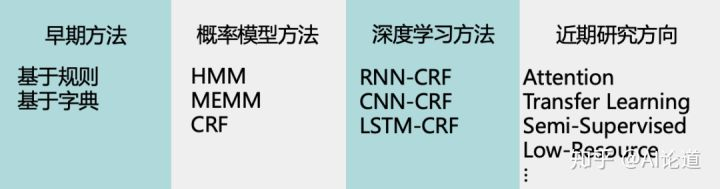 早期方法
基于规则
基于字典
概率模型方法
HMM
MEMM
CRF
深度学习方法
RNN-CRF
CNN-CRF
LSTM-CRF
近期研究方向
Attention
Transfer Learning
Semi-Supervised
Low-Resource
⋮
知乎 @AI论道